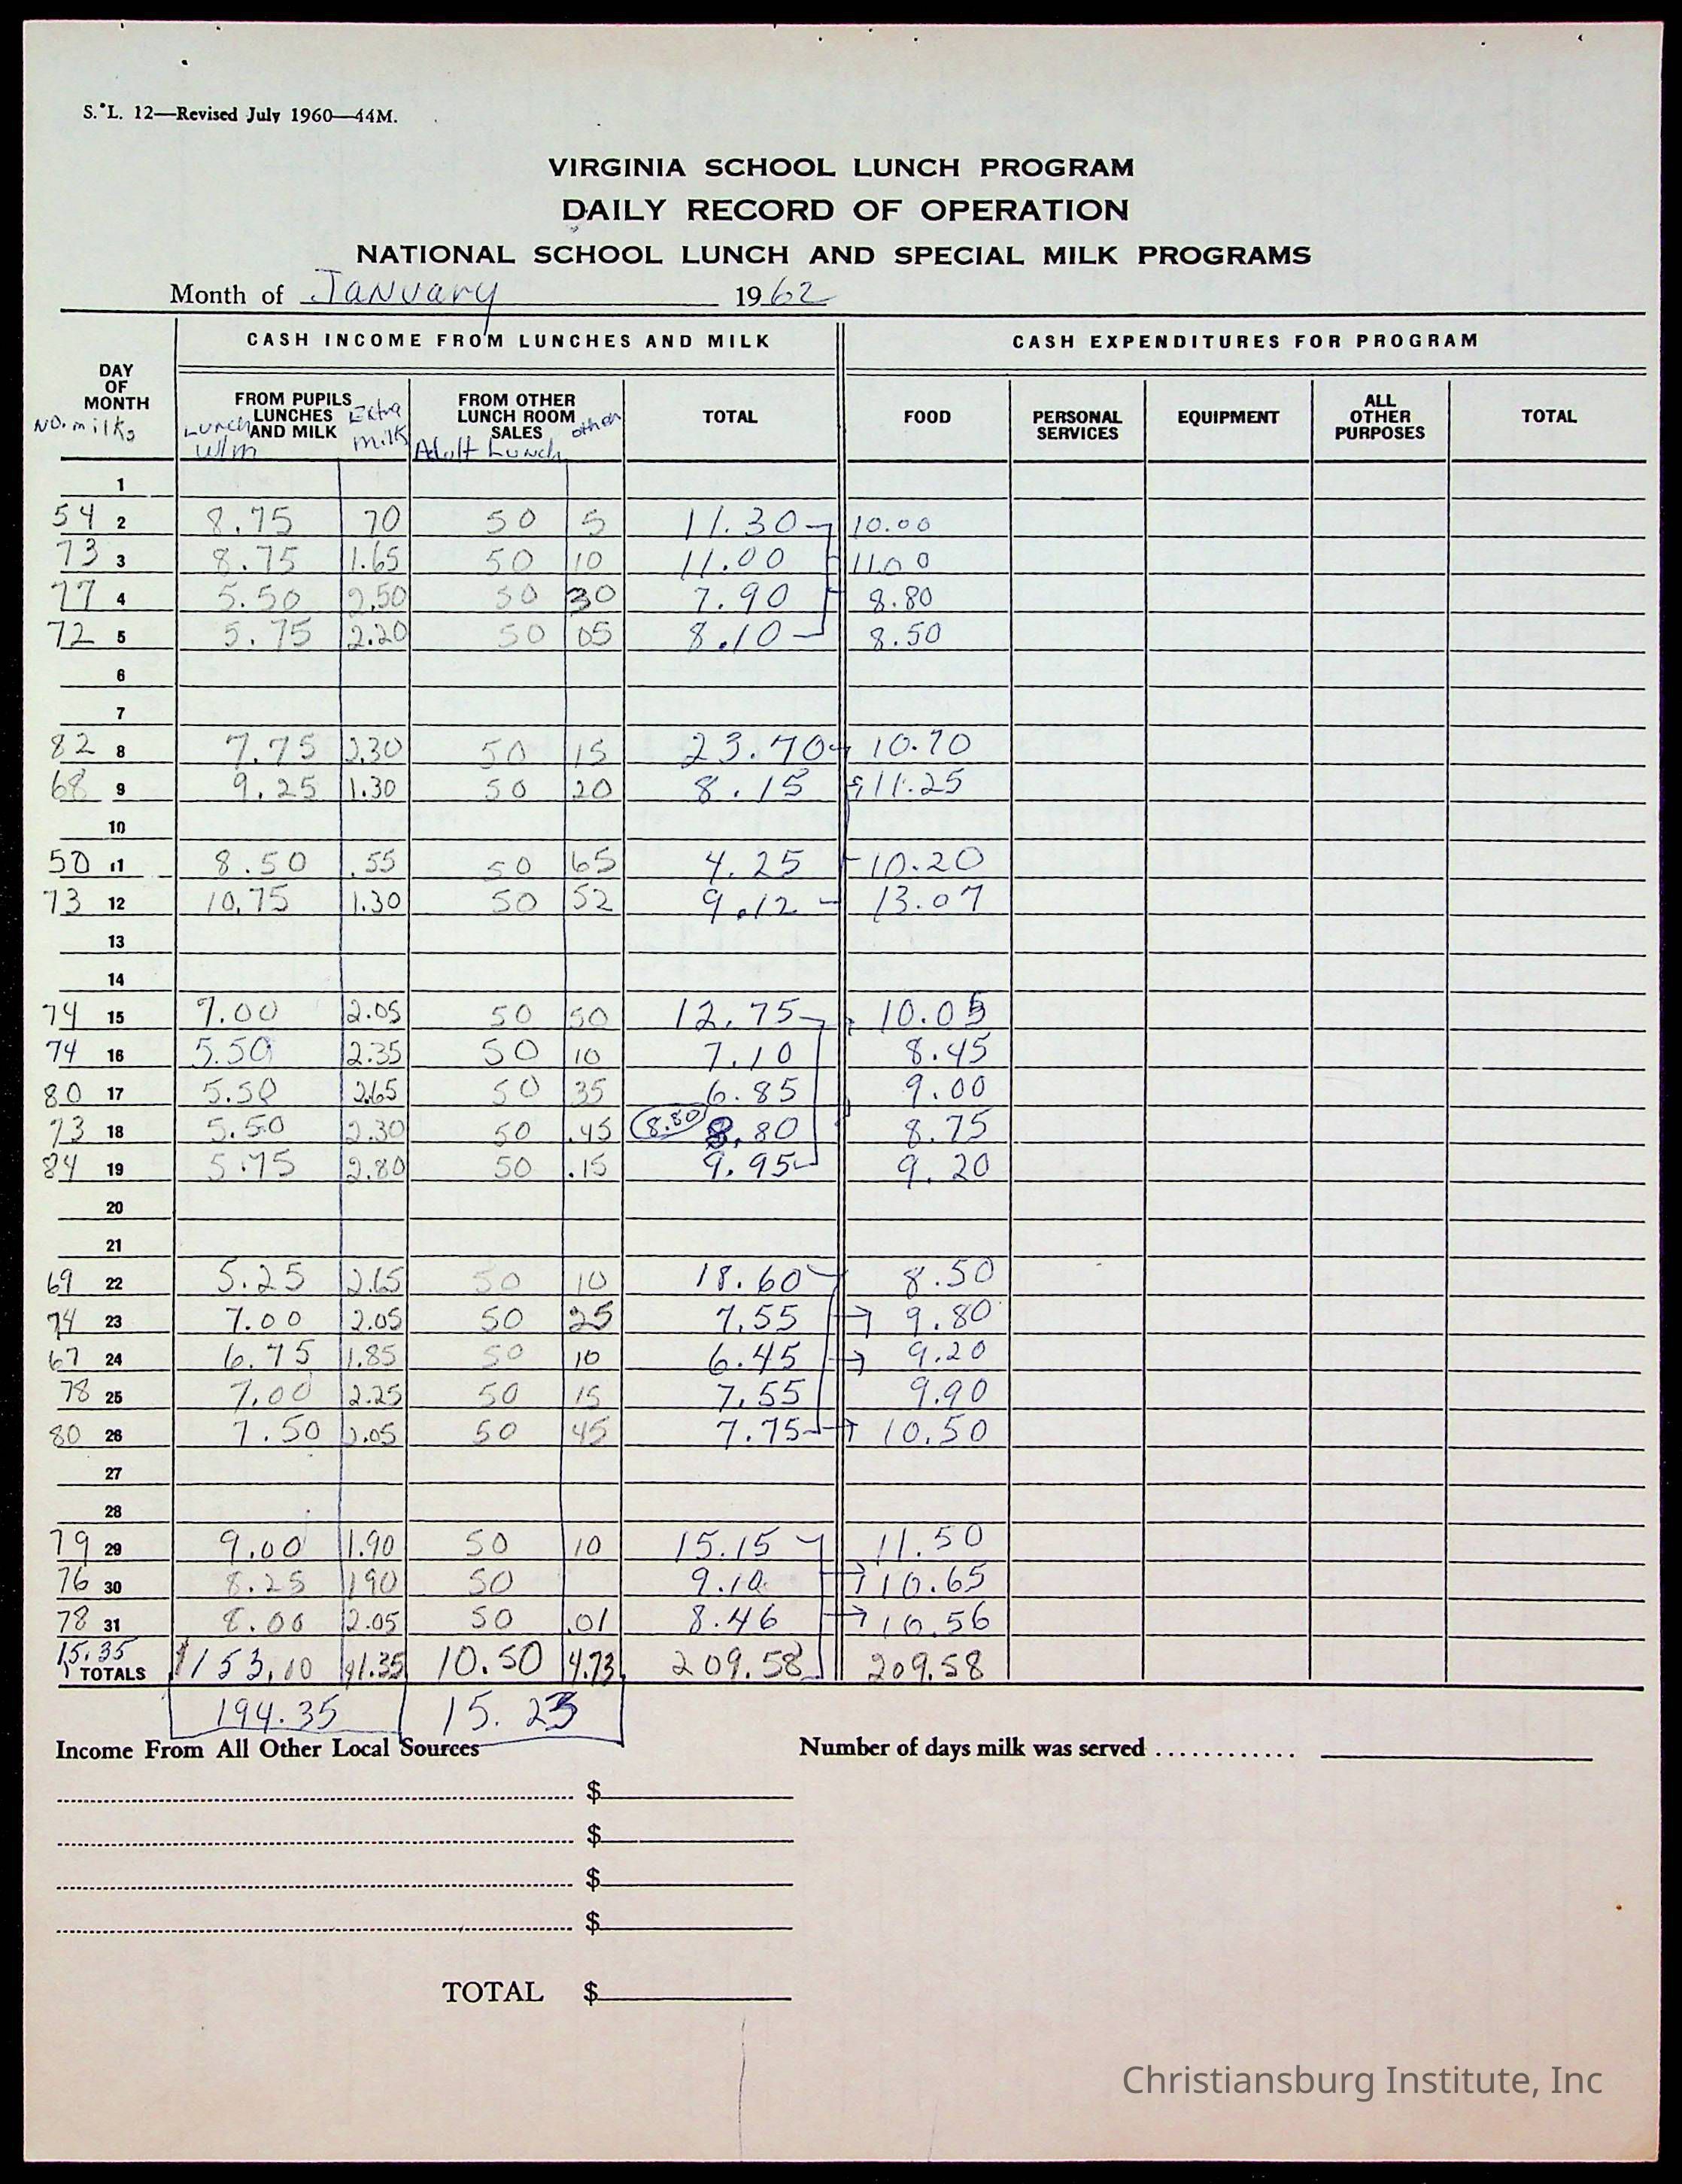 S. L. 12—Revised July 1960—44M.
VIRGINIA SCHOOL LUNCH PROGRAM
DAILY RECORD OF OPERATION
NATIONAL SCHOOL LUNCH AND SPECIAL MILK PROGRAMS
Month of January 1962
CASH INCOME FROM LUNCHES AND MILK CASH EXPENDITURES FOR PROGRAM
DAY OF MONTH FROM PUPILS LUNCHES AND MILK FROM OTHER LUNCH ROOM SALES TOTAL FOOD PERSONAL SERVICES EQUIPMENT ALL OTHER PURPOSES TOTAL
NO. milks Lunch w/m Extra milk Adult Lunch other
1
54 2 8.75 70 50 5 11.30 10.00
73 3 8.75 1.65 50 10 11.00 11.00
77 4 5.50 2.50 50 30 7.90 8.80
72 5 5.75 2.20 50 05 8.10 8.50
6
7
82 8 7.75 2.30 50 15 23.70 10.70
68 9 9.25 1.30 50 20 8.15 11.25
10
50 11 8.50 .55 50 65 4.25 10.20
73 12 10.75 1.30 50 52 9.12 13.07
13
14
74 15 7.00 2.05 50 50 12.75 10.05
74 16 5.50 2.35 50 10 7.10 8.45
80 17 5.50 2.65 50 35 6.85 9.00
73 18 5.50 2.30 50 .45 8.80 8.80 8.75
84 19 5.75 2.80 50 .15 9.95 9.20
20
21
69 22 5.25 2.65 50 10 18.60 8.50
74 23 7.00 2.05 50 25 7.55 9.80
67 24 6.75 1.85 50 10 6.45 9.20
78 25 7.00 2.25 50 15 7.55 9.90
80 26 7.50 2.05 50 45 7.75 10.50
27
28
79 29 9.00 1.90 50 10 15.15 11.50
76 30 8.25 1 90 50 9.10 10.65
78 31 8.00 2.05 50 .01 8.46 10.56
15.35
TOTALS $153.00 41.35 10.50 4.73 209.58 209.58
194.35 15.23
Income From All Other Local Sources Number of days milk was served
$
$
$
$
TOTAL $
Christiansburg Institute, Inc